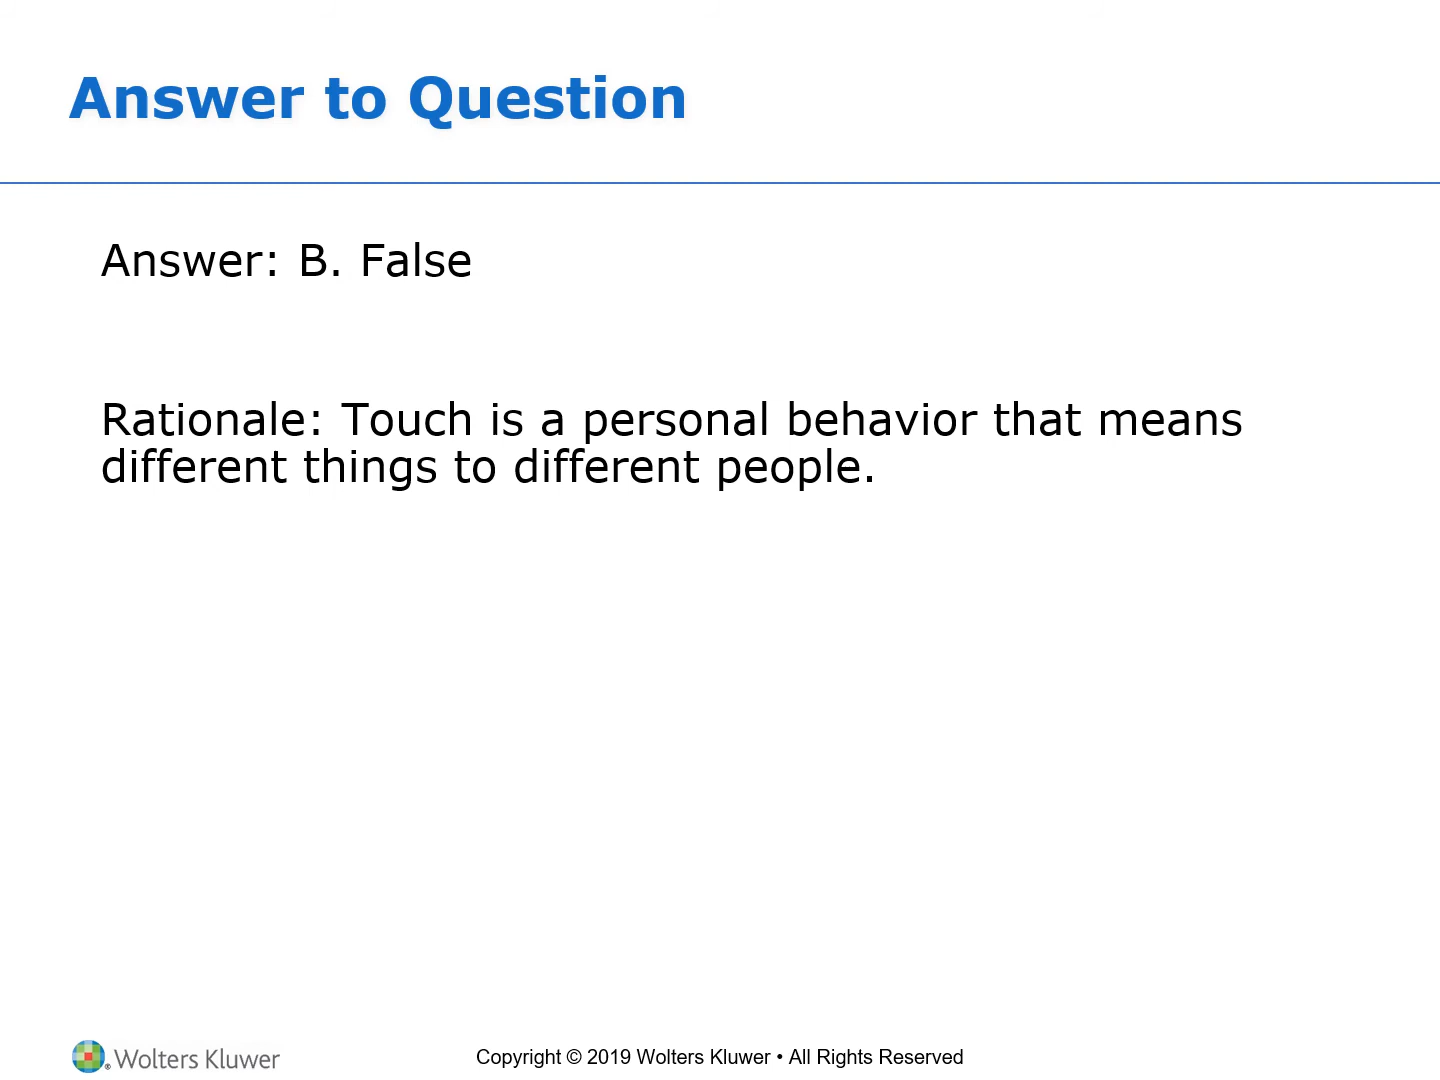 Answer to Question
Answer: B. False
Rationale: Touch is a personal behavior that means
different things to different people.
Wolters Kluwer
Copyright © 2019 Wolters Kluwer • All Rights Reserved